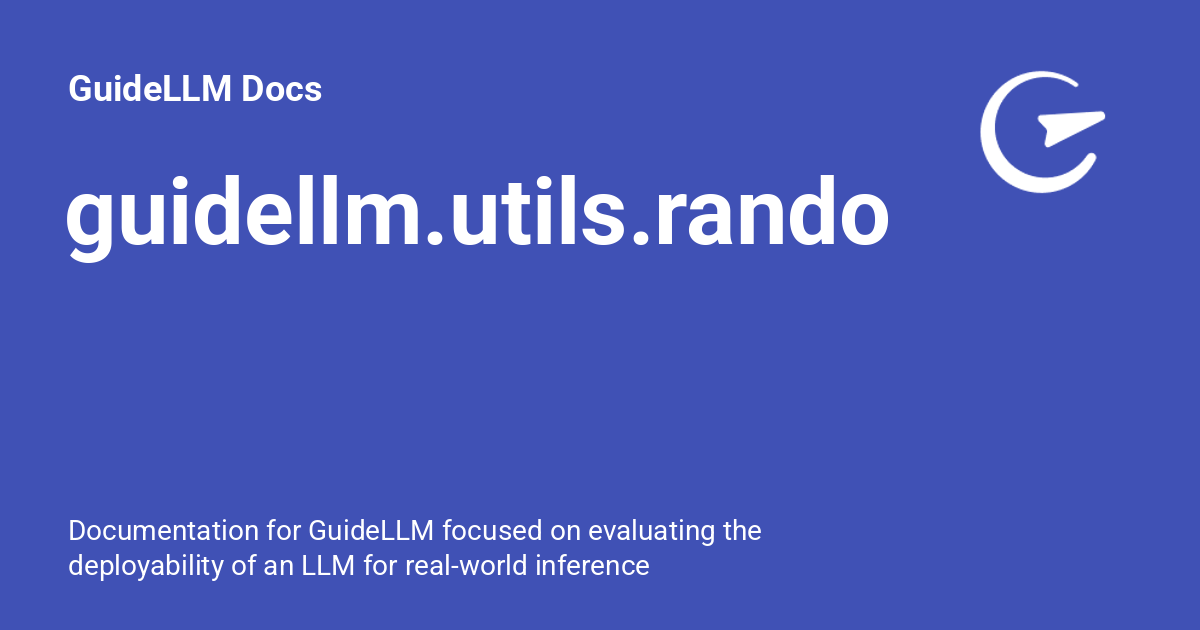 GuideLLM Docs
guidellm.utils.rando
Documentation for GuideLLM focused on evaluating the
deployability of an LLM for real-world inference